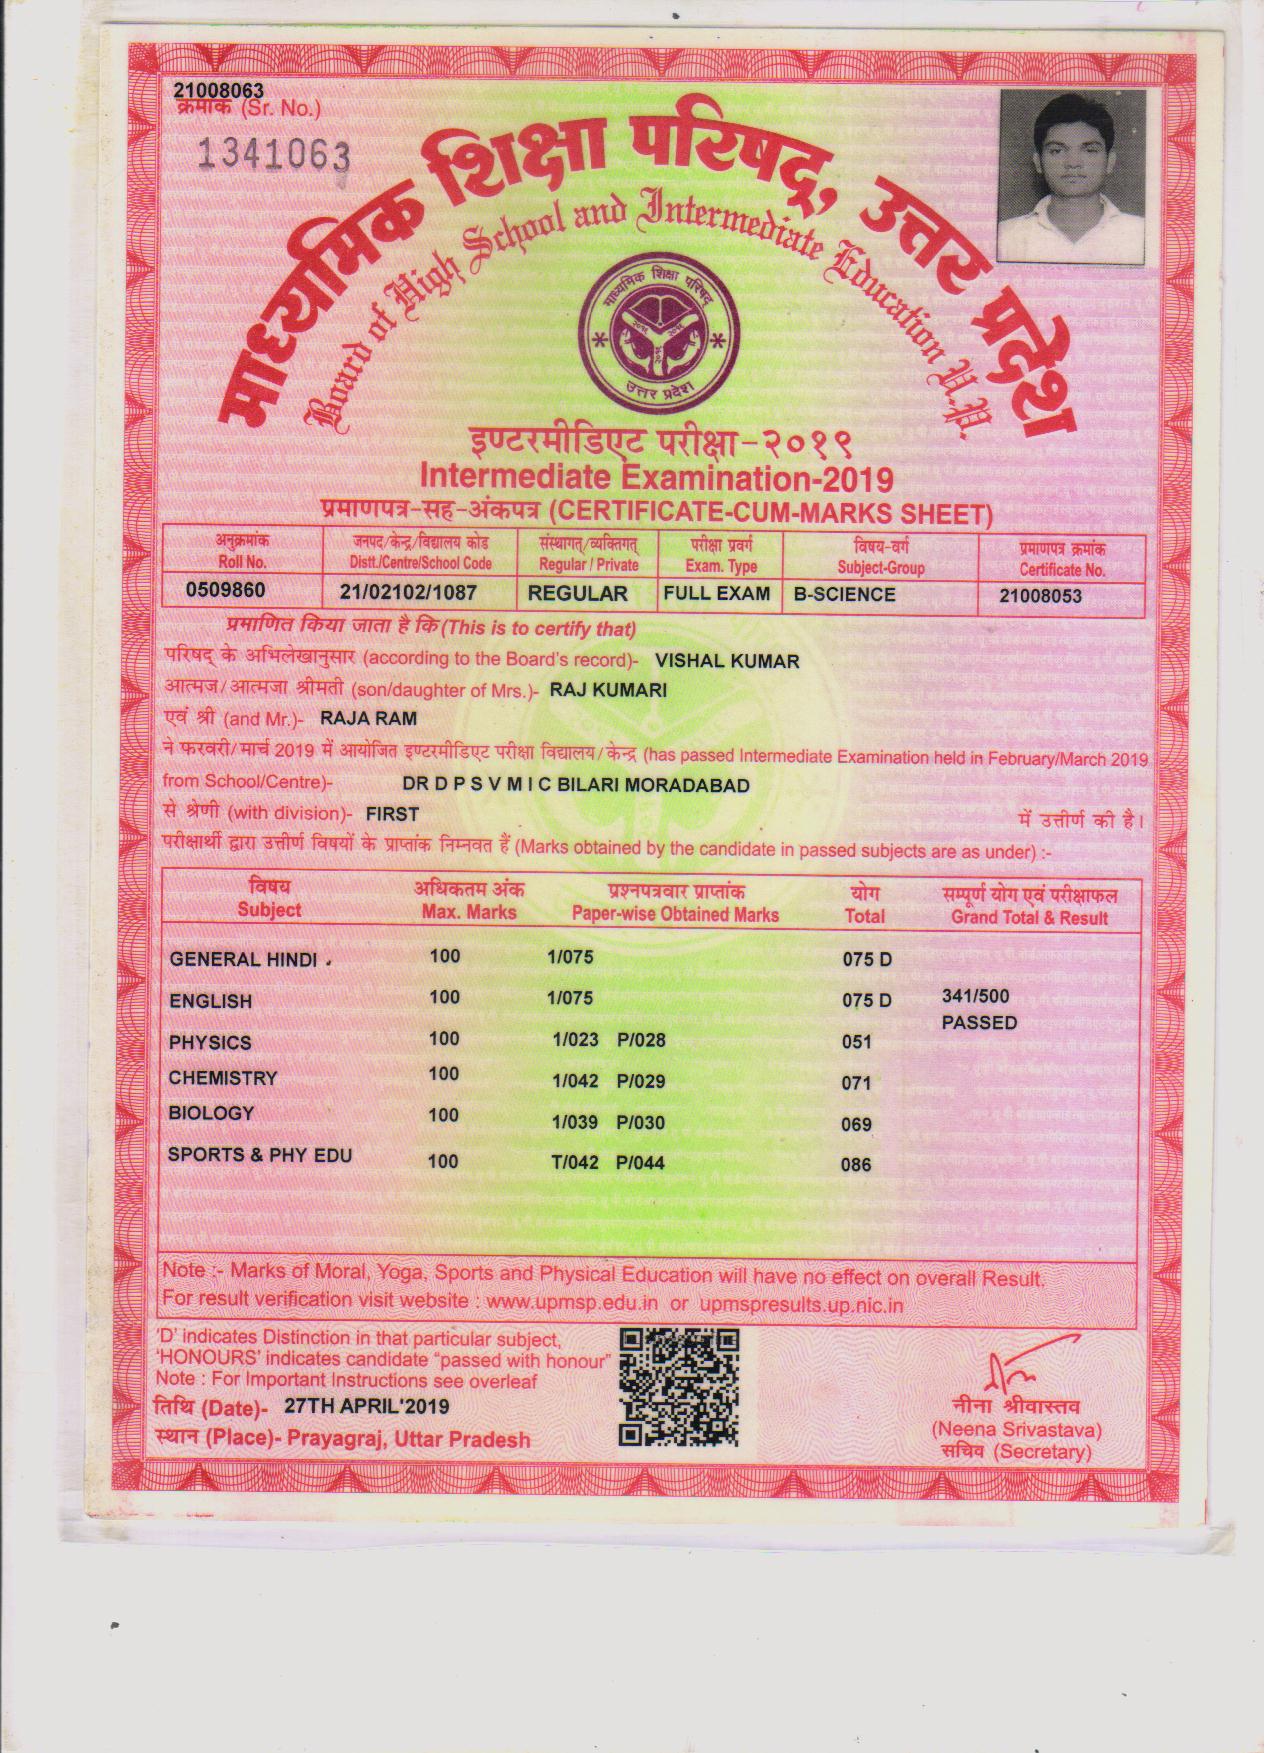 21008063
क्रमांक (Sr. No.)
1341063
माध्यमिक शिक्षा परिषद्, उत्तर प्रदेश
Board of High School and Intermediate Education U.P.
माध्यमिक शिक्षा परिषद्
उत्तर प्रदेश
इण्टरमीडिएट परीक्षा-२०१९
Intermediate Examination-2019
प्रमाणपत्र-सह-अंकपत्र (CERTIFICATE-CUM-MARKS SHEET)
अनुक्रमांक जनपद/केन्द्र/विद्यालय कोड संस्थागत्/व्यक्तिगत् परीक्षा प्रवर्ग विषय-वर्ग प्रमाणपत्र क्रमांक
Roll No. Distt./Centre/School Code Regular / Private Exam. Type Subject-Group Certificate No.
0509860 21/02102/1087 REGULAR FULL EXAM B-SCIENCE 21008053
प्रमाणित किया जाता है कि (This is to certify that)
परिषद् के अभिलेखानुसार (according to the Board's record)- VISHAL KUMAR
आत्मज/आत्मजा श्रीमती (son/daughter of Mrs.)- RAJ KUMARI
एवं श्री (and Mr.)- RAJA RAM
ने फरवरी/मार्च 2019 में आयोजित इण्टरमीडिएट परीक्षा विद्यालय/केन्द्र (has passed Intermediate Examination held in February/March 2019
from School/Centre)- DR D P S V M I C BILARI MORADABAD
से श्रेणी (with division)- FIRST में उत्तीर्ण की है।
परीक्षार्थी द्वारा उत्तीर्ण विषयों के प्राप्तांक निम्नवत हैं (Marks obtained by the candidate in passed subjects are as under) :-
विषय अधिकतम अंक प्रश्नपत्रवार प्राप्तांक योग सम्पूर्ण योग एवं परीक्षाफल
Subject Max. Marks Paper-wise Obtained Marks Total Grand Total & Result
GENERAL HINDI 100 1/075 075 D
ENGLISH 100 1/075 075 D 341/500
PASSED
PHYSICS 100 1/023 P/028 051
CHEMISTRY 100 1/042 P/029 071
BIOLOGY 100 1/039 P/030 069
SPORTS & PHY EDU 100 T/042 P/044 086
Note :- Marks of Moral, Yoga, Sports and Physical Education will have no effect on overall Result.
For result verification visit website : www.upmsp.edu.in or upmspresults.up.nic.in
'D' indicates Distinction in that particular subject,
'HONOURS' indicates candidate "passed with honour"
Note : For Important Instructions see overleaf
तिथि (Date)- 27TH APRIL'2019
स्थान (Place)- Prayagraj, Uttar Pradesh
नीना श्रीवास्तव
(Neena Srivastava)
सचिव (Secretary)